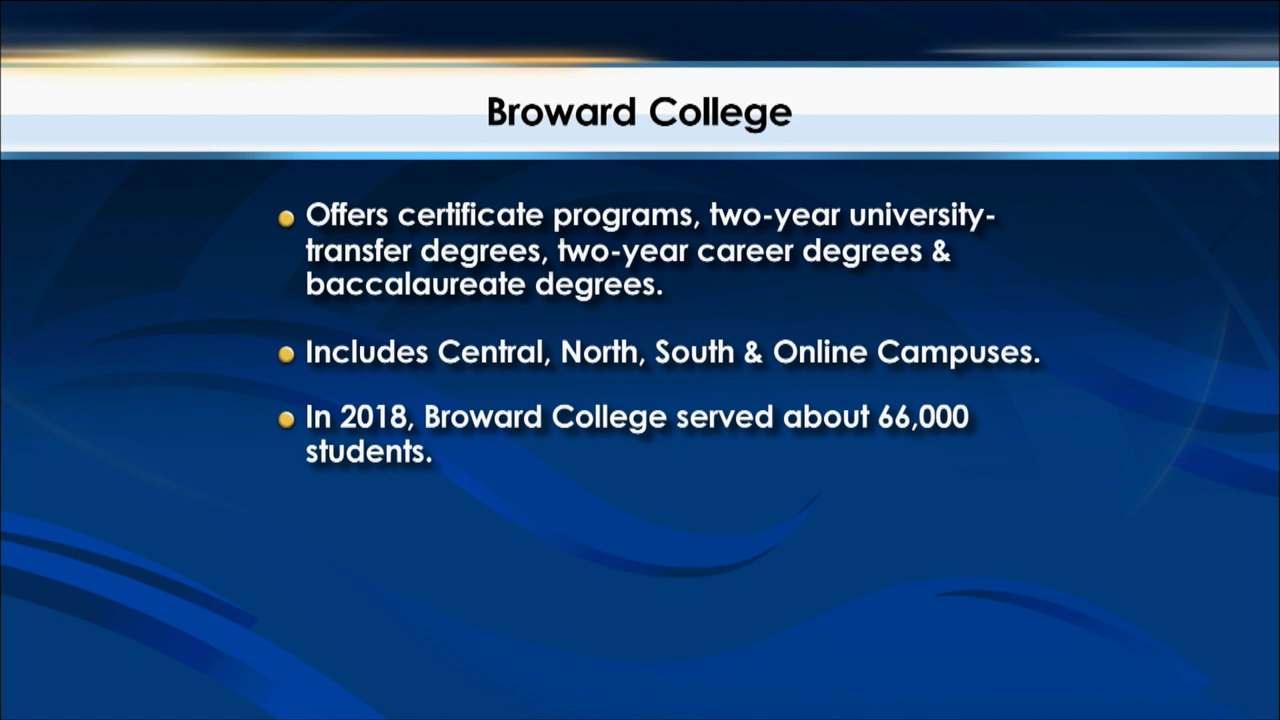 Broward College
Offers certificate programs, two-year university-
transfer degrees, two-year career degrees &
baccalaureate degrees.
Includes Central, North, South & Online Campuses.
In 2018, Broward College served about 66,000
students.